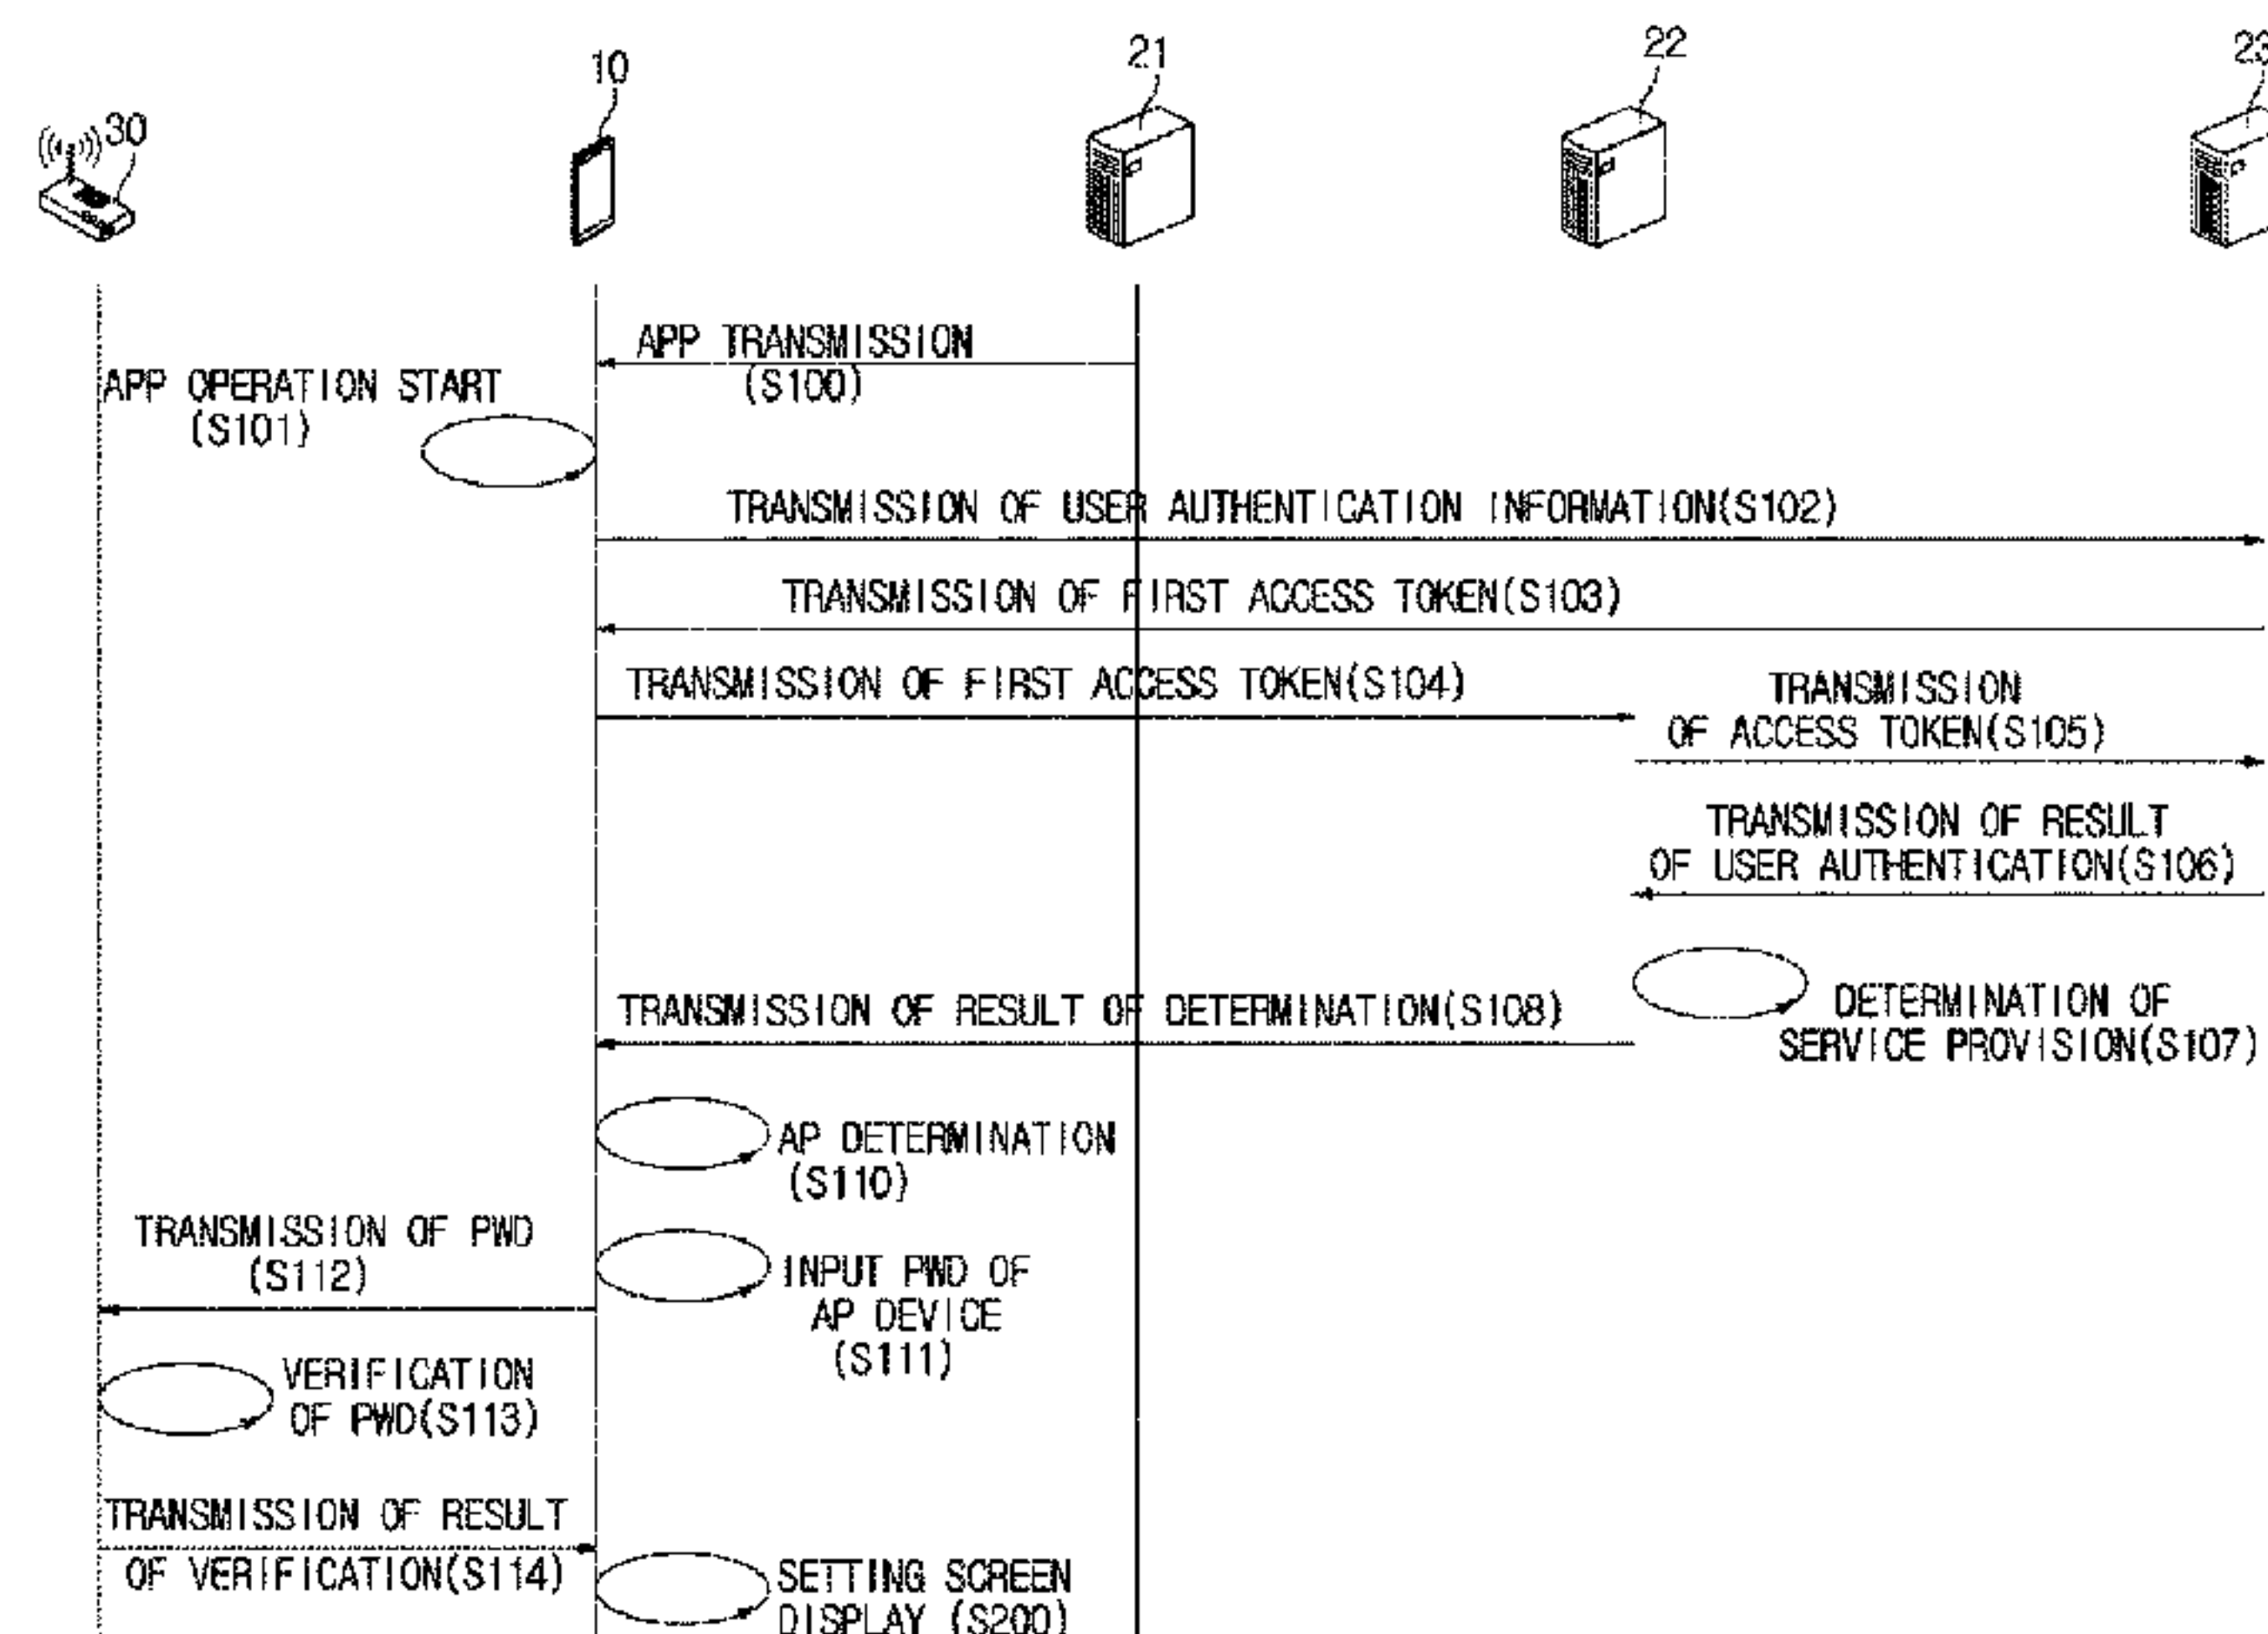 30
10
21
22
23
APP TRANSMISSION
(S100)
APP OPERATION START
(S101)
TRANSMISSION OF USER AUTHENTICATION INFORMATION(S102)
TRANSMISSION OF FIRST ACCESS TOKEN(S103)
TRANSMISSION OF FIRST ACCESS TOKEN(S104)
TRANSMISSION
OF ACCESS TOKEN(S105)
TRANSMISSION OF RESULT
OF USER AUTHENTICATION(S106)
DETERMINATION OF
SERVICE PROVISION(S107)
TRANSMISSION OF RESULT OF DETERMINATION(S108)
AP DETERMINATION
(S110)
INPUT PWD OF
AP DEVICE
(S111)
TRANSMISSION OF PWD
(S112)
VERIFICATION
OF PWD(S113)
TRANSMISSION OF RESULT
OF VERIFICATION(S114)
SETTING SCREEN
DISPLAY (S200)